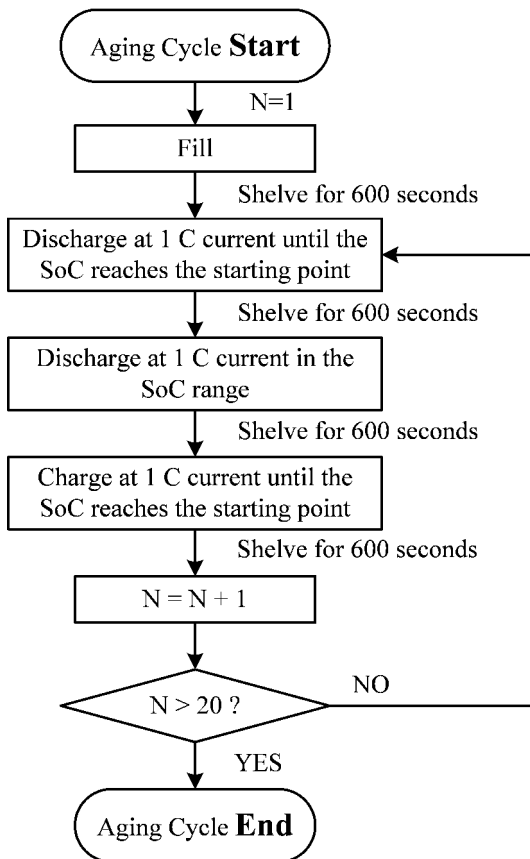 Aging Cycle Start
N=1
Fill
Shelve for 600 seconds
Discharge at 1 C current until the
SoC reaches the starting point
Shelve for 600 seconds
Discharge at 1 C current in the
SoC range
Shelve for 600 seconds
Charge at 1 C current until the
SoC reaches the starting point
Shelve for 600 seconds
N = N + 1
N > 20 ?
NO
YES
Aging Cycle End